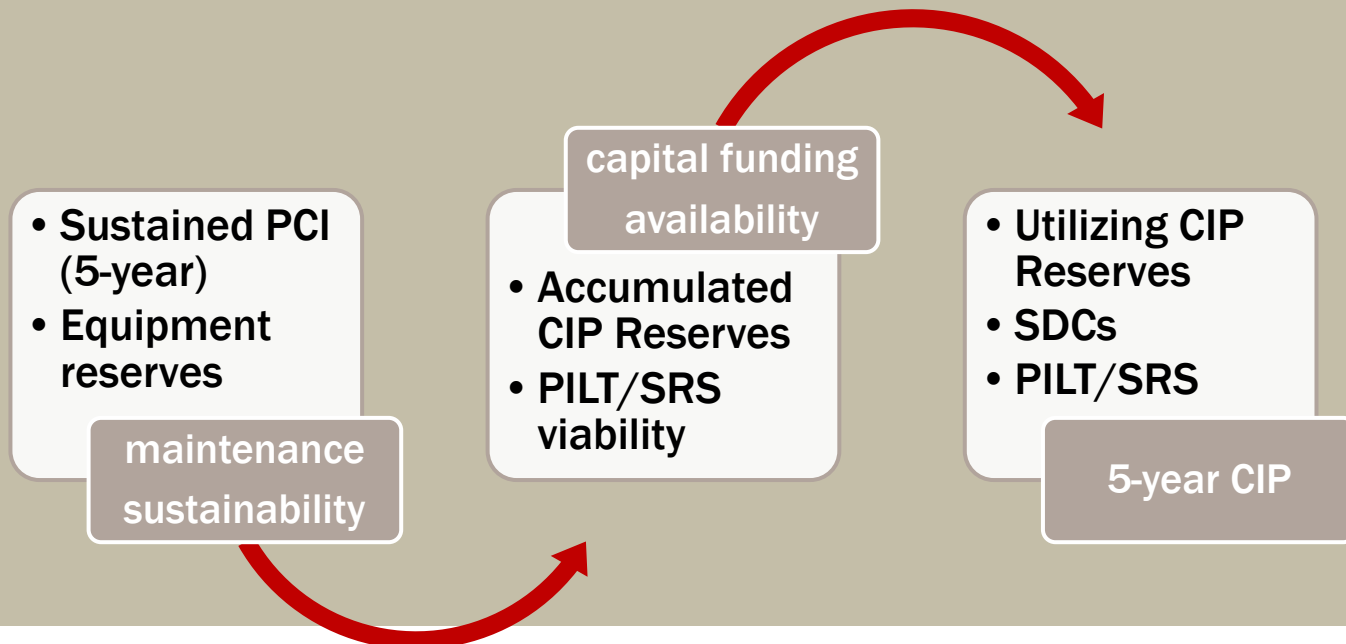 • Sustained PCI
(5-year)
• Equipment
reserves
maintenance
sustainability
capital funding
availability
• Accumulated
CIP Reserves
• PILT/SRS
viability
• Utilizing CIP
Reserves
• SDCs
• PILT/SRS
5-year CIP